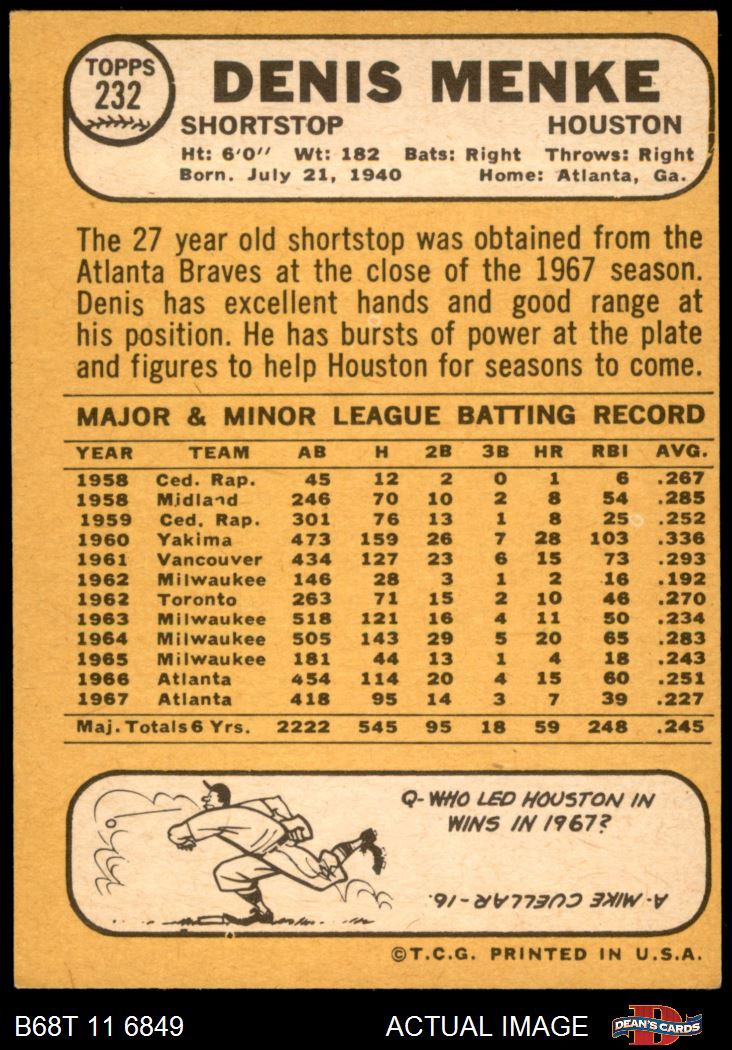 TOPPS
232
DENIS MENKE
SHORTSTOP HOUSTON
Ht: 6'0" Wt: 182 Bats: Right Throws: Right
Born. July 21, 1940 Home: Atlanta, Ga.
The 27 year old shortstop was obtained from the
Atlanta Braves at the close of the 1967 season.
Denis has excellent hands and good range at
his position. He has bursts of power at the plate
and figures to help Houston for seasons to come.
MAJOR & MINOR LEAGUE BATTING RECORD
YEAR TEAM AB H 2B 3B HR RBI AVG.
1958 Ced. Rap. 45 12 2 0 1 6 .267
1958 Midland 246 70 10 2 8 54 .285
1959 Ced. Rap. 301 76 13 1 8 25 .252
1960 Yakima 473 159 26 7 28 103 .336
1961 Vancouver 434 127 23 6 15 73 .293
1962 Milwaukee 146 28 3 1 2 16 .192
1962 Toronto 263 71 15 2 10 46 .270
1963 Milwaukee 518 121 16 4 11 50 .234
1964 Milwaukee 505 143 29 5 20 65 .283
1965 Milwaukee 181 44 13 1 4 18 .243
1966 Atlanta 454 114 20 4 15 60 .251
1967 Atlanta 418 95 14 3 7 39 .227
Maj. Totals 6 Yrs. 2222 545 95 18 59 248 .245
Q-WHO LED HOUSTON IN
WINS IN 1967?
A-MIKE CUELLAR-16.
©T.C.G. PRINTED IN U.S.A.
B68T 11 6849 ACTUAL IMAGE
DEAN'S CARDS